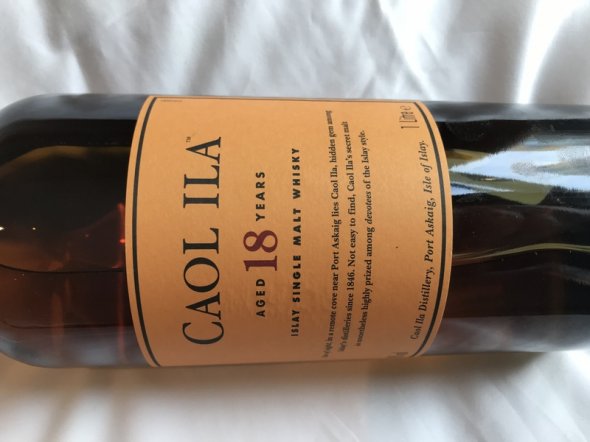 CAOL ILA™
AGED 18 YEARS
ISLAY SINGLE MALT WHISKY
in a remote cove near Port Askaig lies Caol Ila, hidden gem among
distilleries since 1846. Not easy to find, Caol Ila's secret malt
nonetheless highly prized among devotees of the Islay style.
1 Litre e
Caol Ila Distillery, Port Askaig, Isle of Islay.